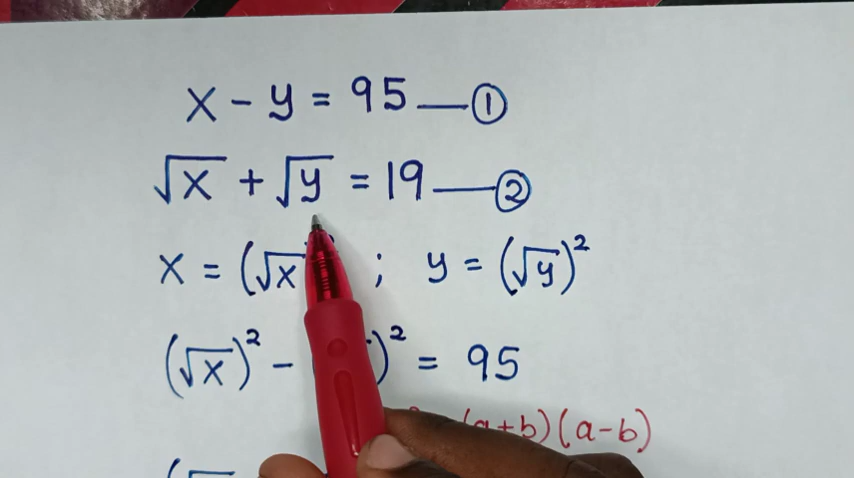 x - y = 95 — ①
√x + √y = 19 — ②
x = (√x ; y = (√y)²
(√x)² - )² = 95
(a+b)(a-b)